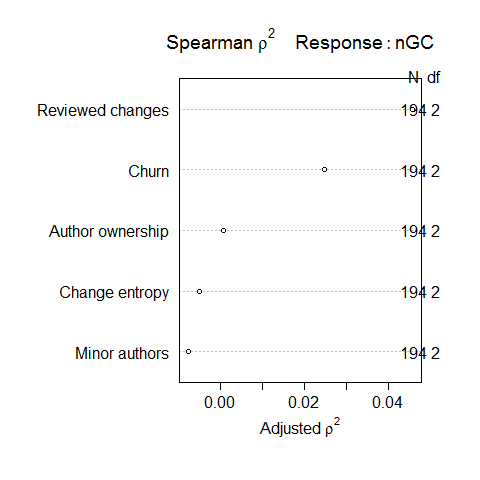 Spearman ρ² Response : nGC
N df
Reviewed changes 194 2
Churn 194 2
Author ownership 194 2
Change entropy 194 2
Minor authors 194 2
0.00 0.02 0.04
Adjusted ρ²